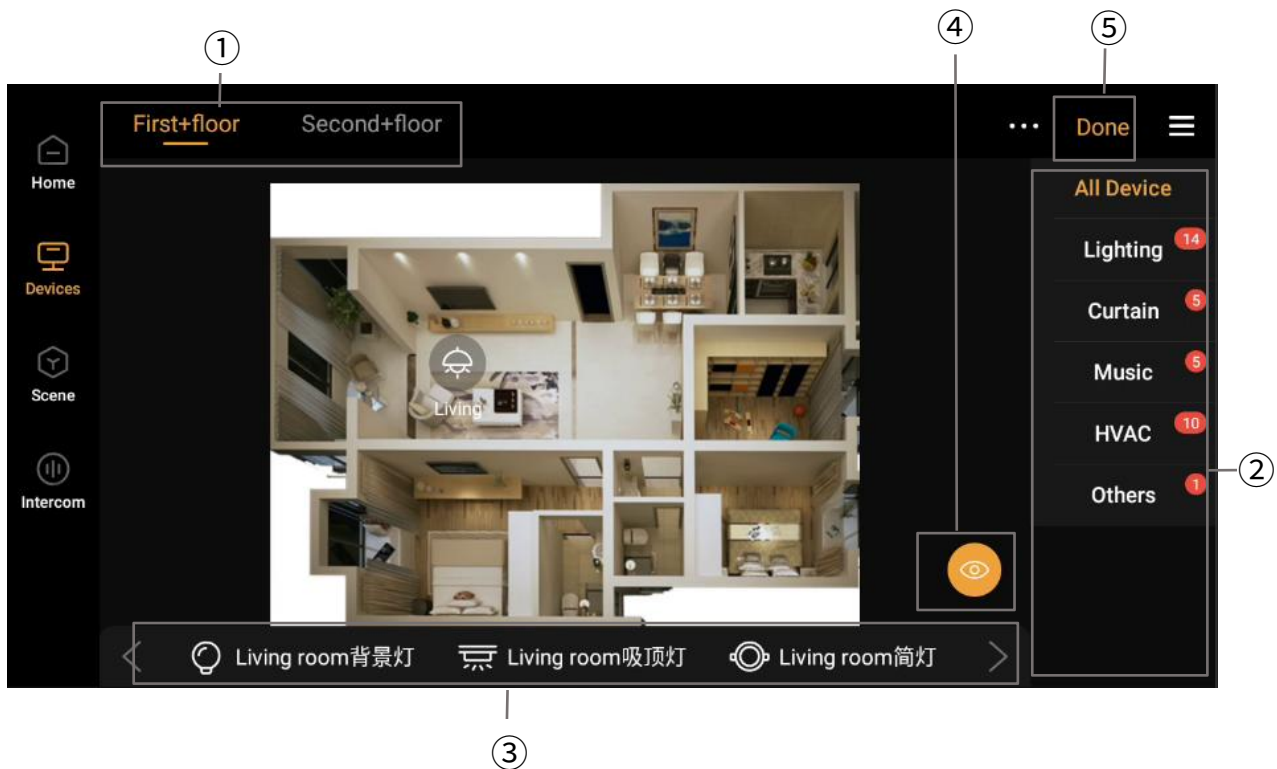 ① ④ ⑤
First+floor Second+floor ... Done
Home
All Device
Lighting 14
Devices
Curtain 5
Music 5
Scene
Living
HVAC 10
②
Intercom
Others 1
Living room背景灯 Living room吸顶灯 Living room简灯
③